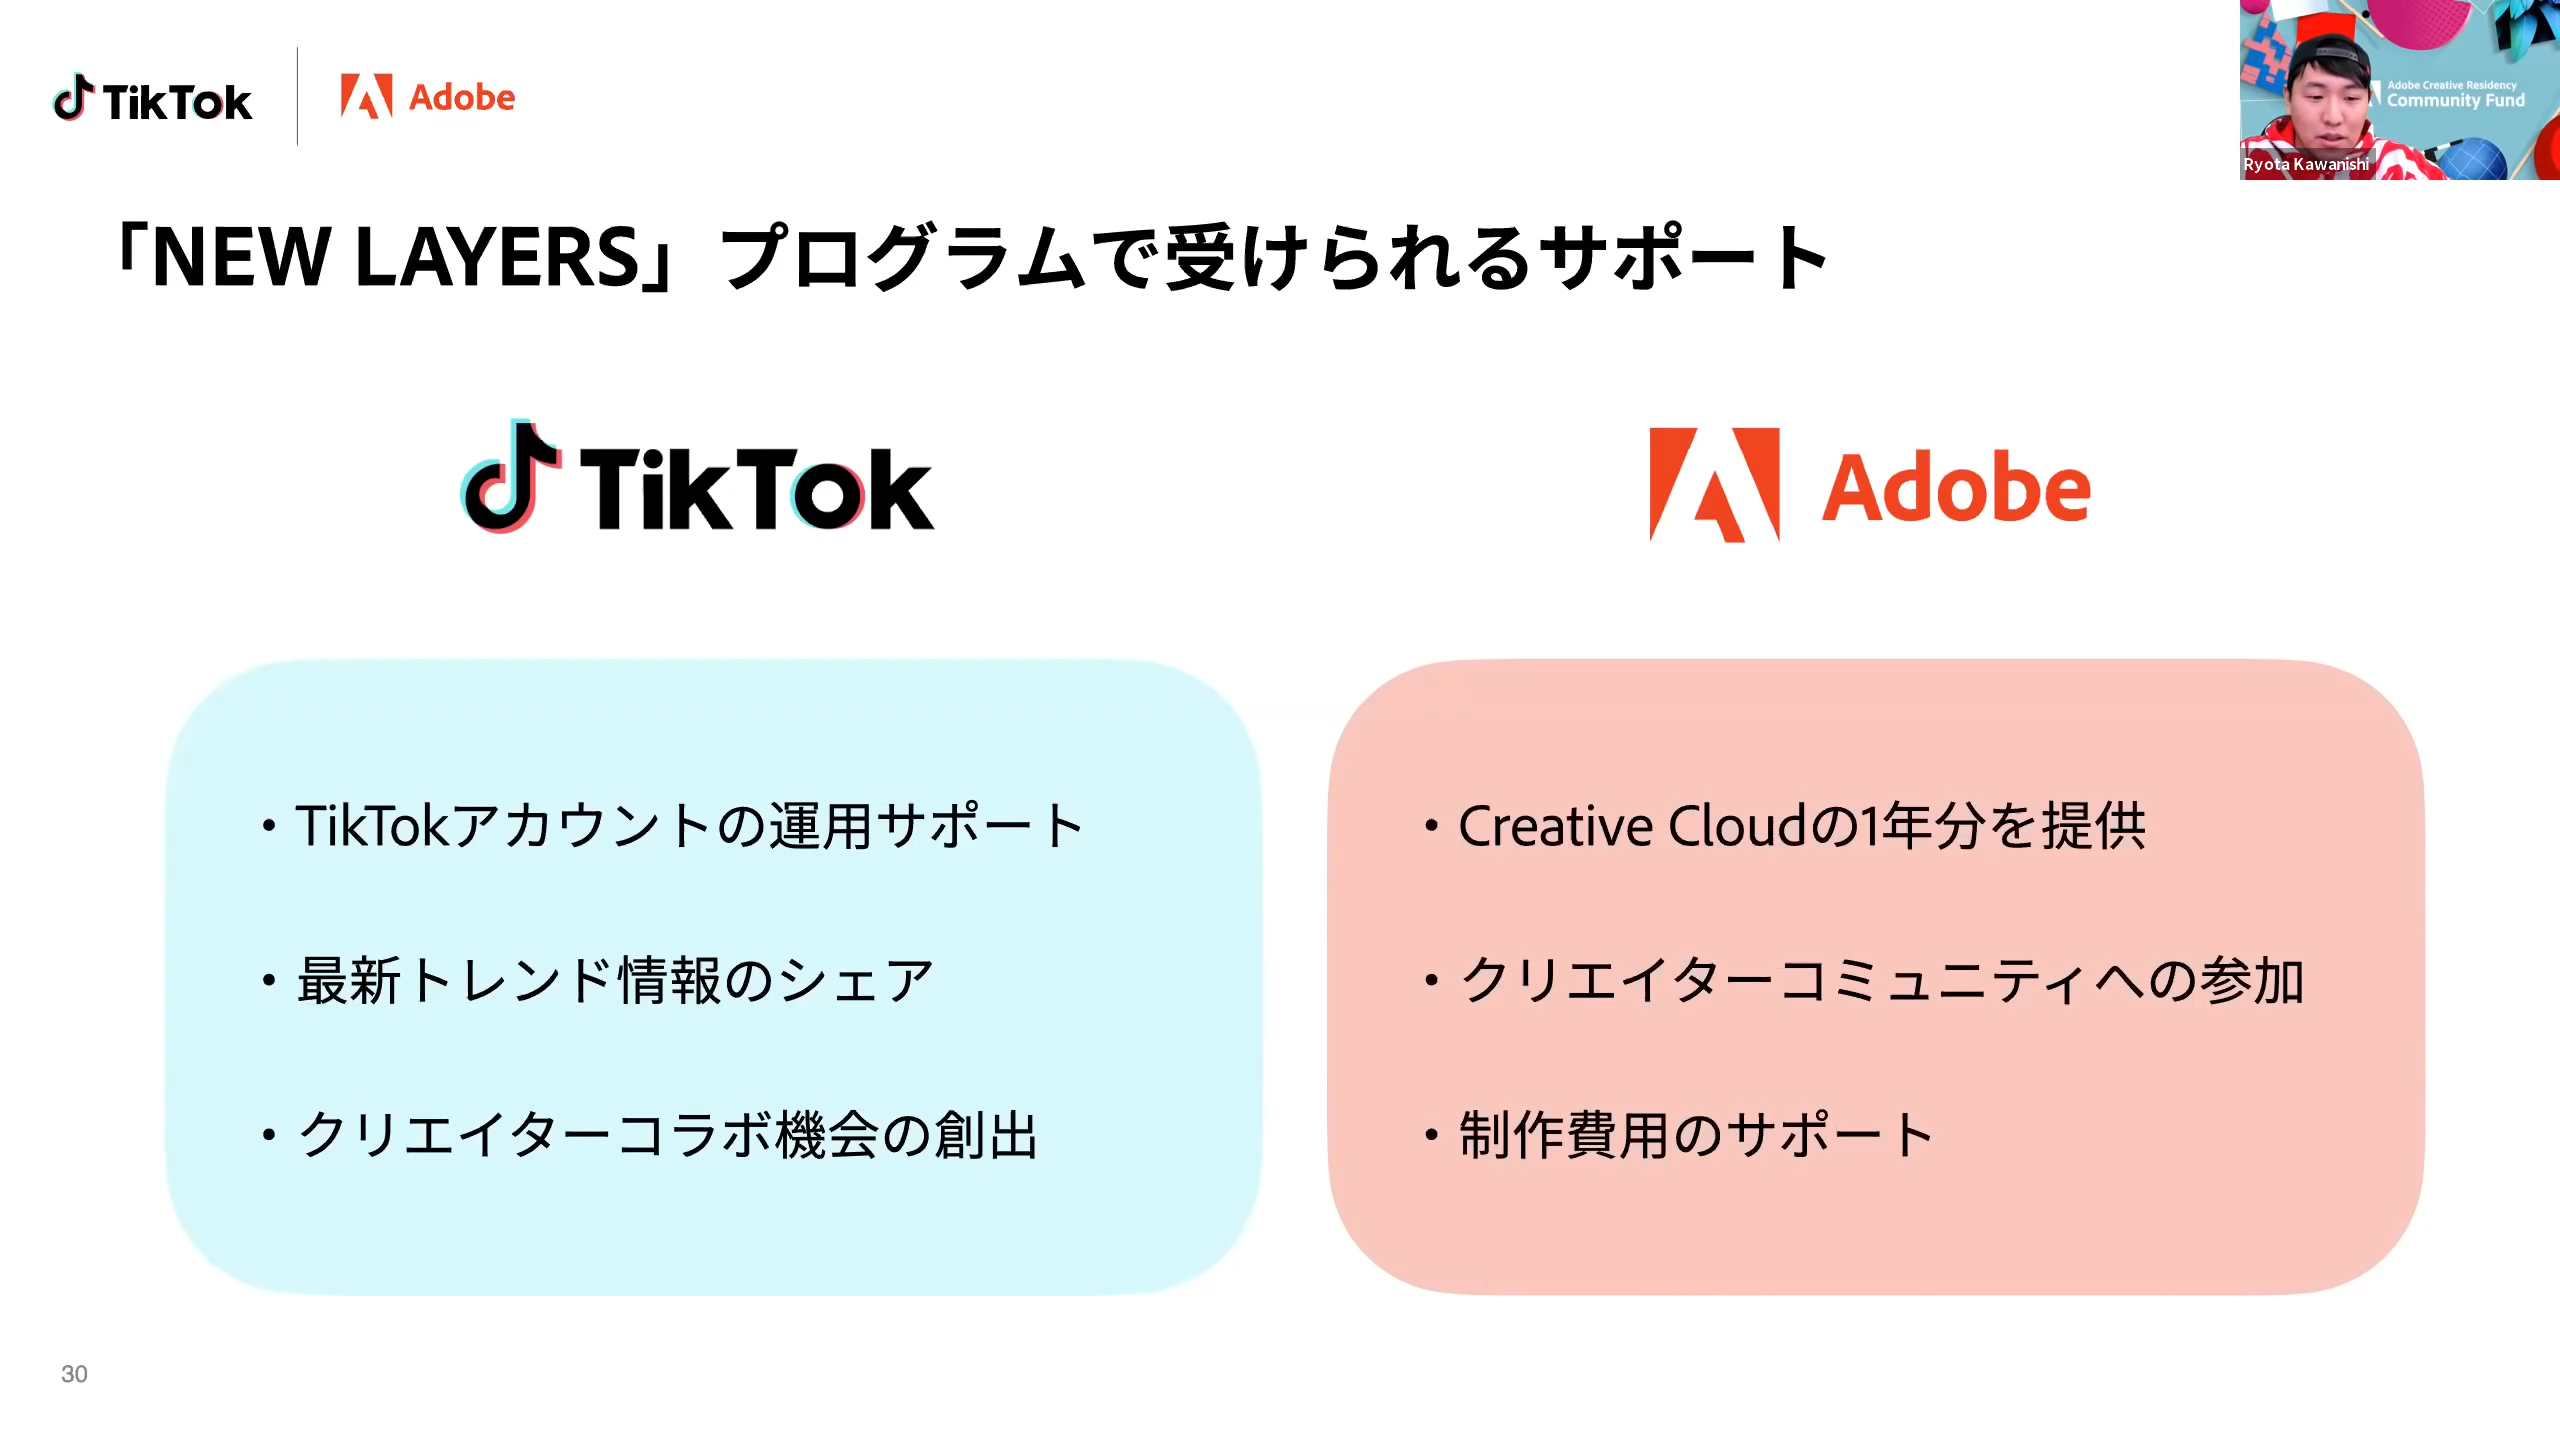 TikTok
Adobe
Adobe Creative Residency
Community Fund
Ryota Kawanishi
「NEW LAYERS」プログラムで受けられるサポート
TikTok
Adobe
・TikTokアカウントの運用サポート
・最新トレンド情報のシェア
・クリエイターコラボ機会の創出
・Creative Cloudの1年分を提供
・クリエイターコミュニティへの参加
・制作費用のサポート
30